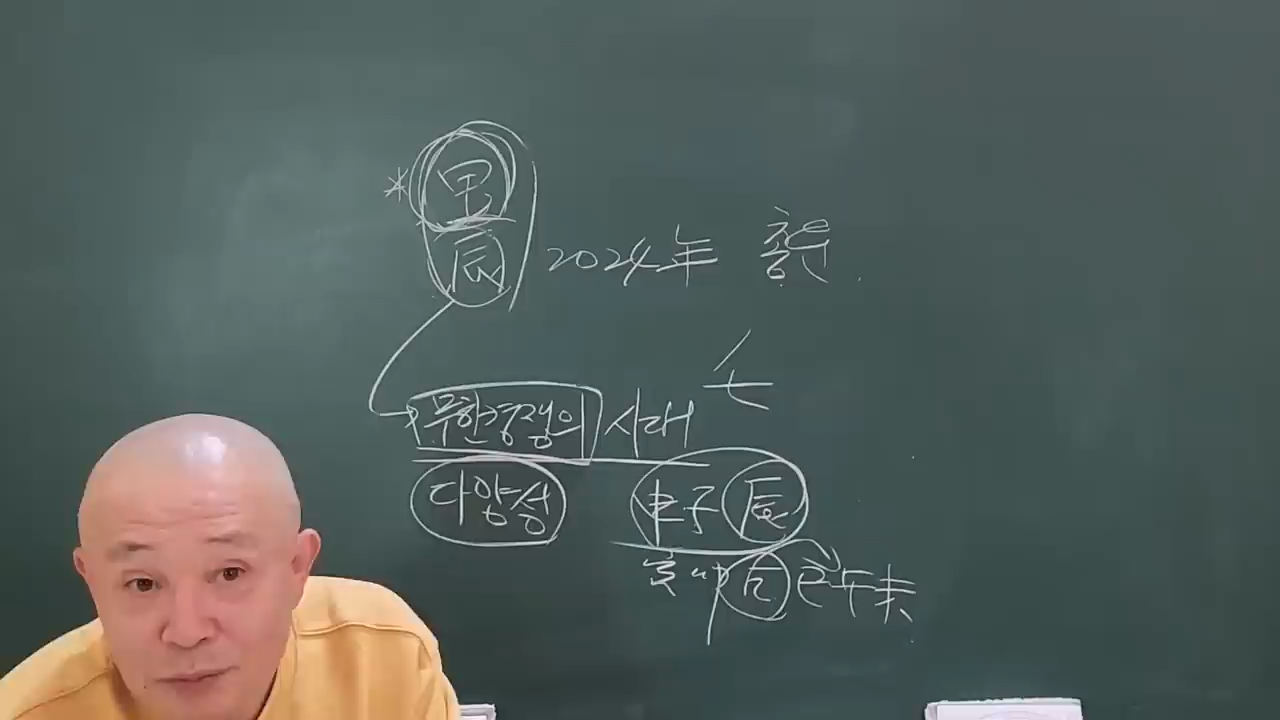 甲
辰 2024年
무한경쟁의 시대
다양성 申子辰
寅卯辰 巳午未